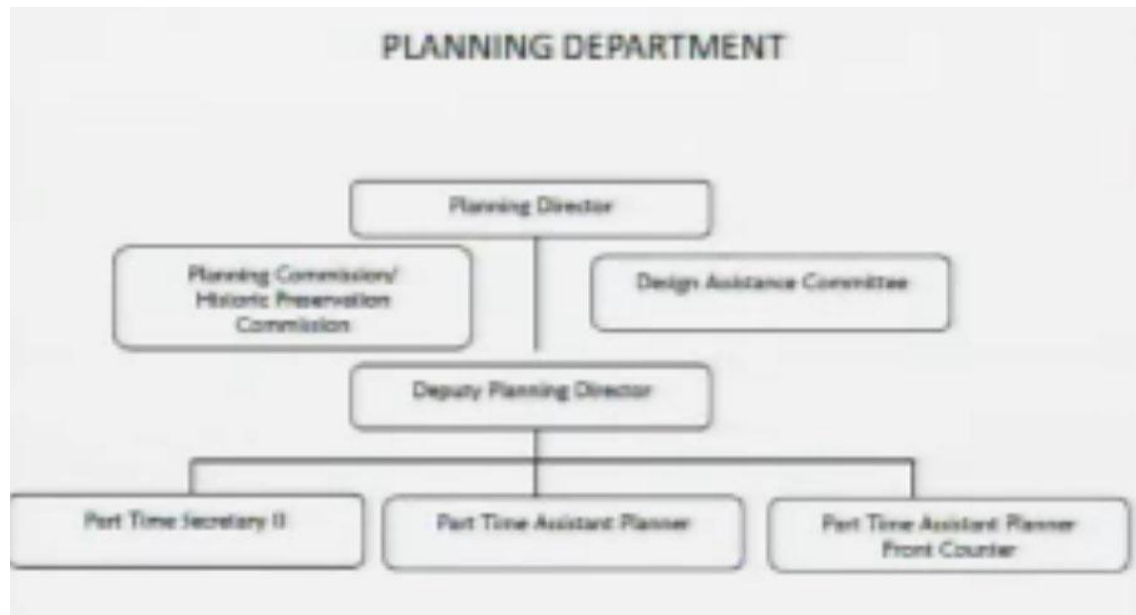 PLANNING DEPARTMENT
Planning Director
Planning Commission/
Historic Preservation
Commission
Design Assistance Committee
Deputy Planning Director
Part Time Secretary II
Part Time Assistant Planner
Part Time Assistant Planner
Front Counter